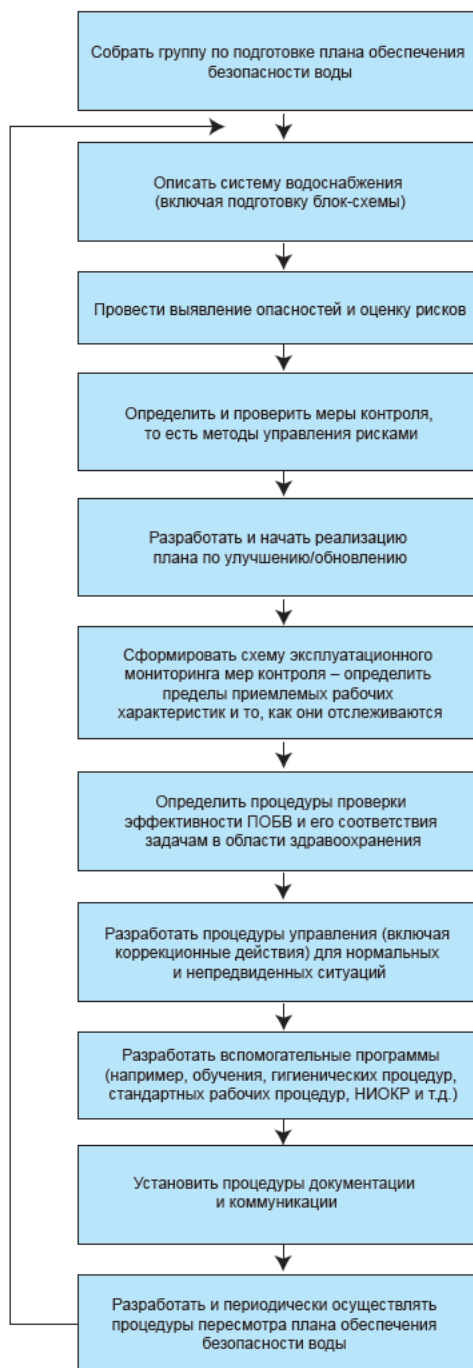 Собрать группу по подготовке плана обеспечения
безопасности воды
Описать систему водоснабжения
(включая подготовку блок-схемы)
Провести выявление опасностей и оценку рисков
Определить и проверить меры контроля,
то есть методы управления рисками
Разработать и начать реализацию
плана по улучшению/обновлению
Сформировать схему эксплуатационного
мониторинга мер контроля – определить
пределы приемлемых рабочих
характеристик и то, как они отслеживаются
Определить процедуры проверки
эффективности ПОБВ и его соответствия
задачам в области здравоохранения
Разработать процедуры управления (включая
коррекционные действия) для нормальных
и непредвиденных ситуаций
Разработать вспомогательные программы
(например, обучения, гигиенических процедур,
стандартных рабочих процедур, НИОКР и т.д.)
Установить процедуры документации
и коммуникации
Разработать и периодически осуществлять
процедуры пересмотра плана обеспечения
безопасности воды